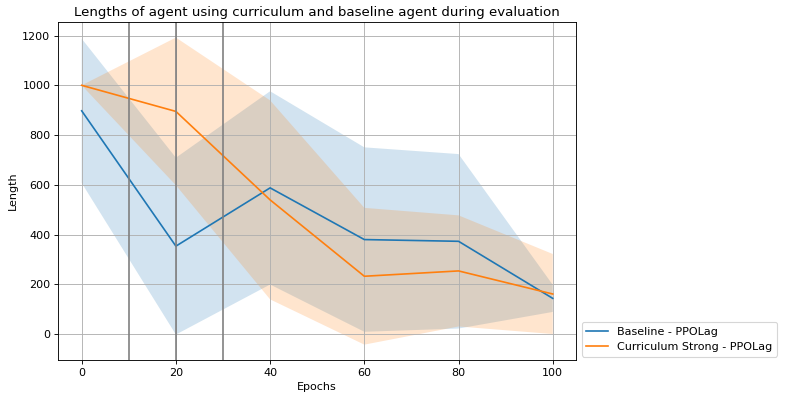 Lengths of agent using curriculum and baseline agent during evaluation
1200
1000
800
600
400
200
0
Length
0 20 40 60 80 100
Epochs
Baseline - PPOLag
Curriculum Strong - PPOLag